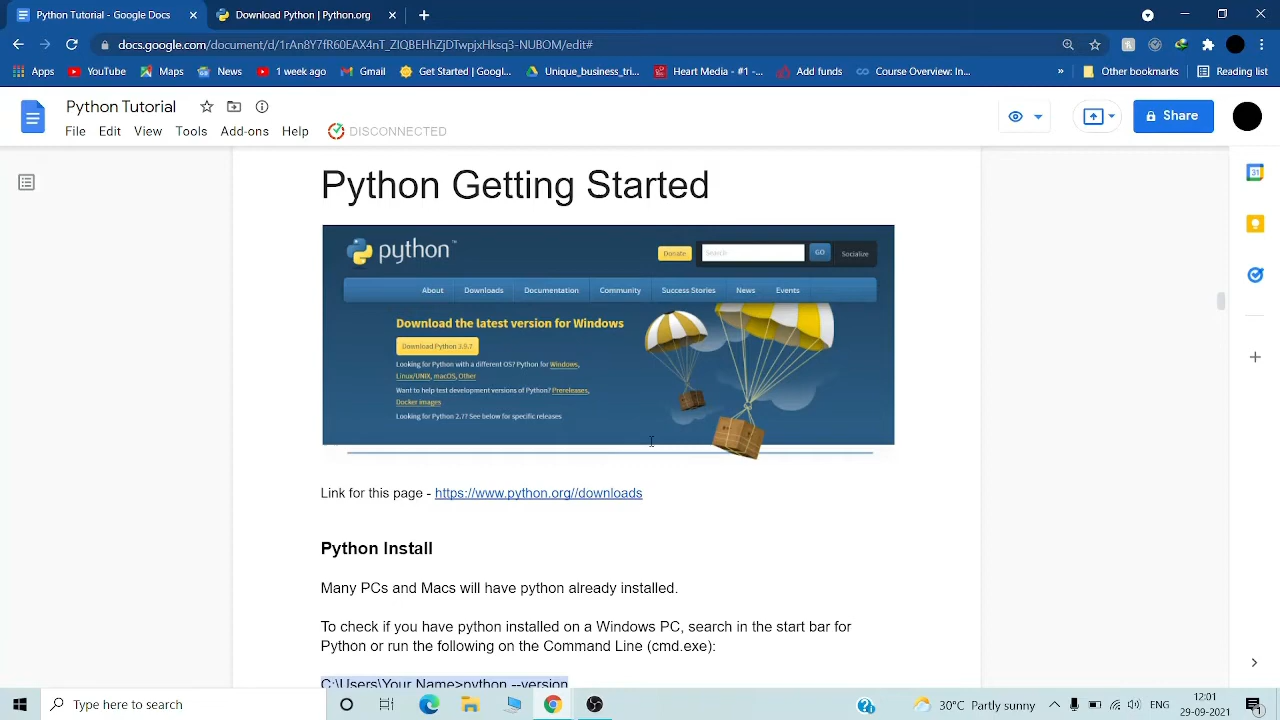 Python Tutorial - Google Docs
Download Python | Python.org
docs.google.com/document/d/1rAn8Y7fR60EAX4nT_ZIQBEHhZjTwpjxHksq3-NUBOM/edit#
Apps
YouTube
Maps
News
1 week ago
Gmail
Get Started | Googl...
Unique_business_tri...
Heart Media - #1 -...
Add funds
Course Overview: In...
»
Other bookmarks
Reading list
Python Tutorial
File Edit View Tools Add-ons Help
DISCONNECTED
Share
31
Python Getting Started
python™
Donate
Search
GO
Socialize
About Downloads Documentation Community Success Stories News Events
Download the latest version for Windows
Download Python 3.9.7
Looking for Python with a different OS? Python for Windows,
Linux/UNIX, macOS, Other
Want to help test development versions of Python? Prereleases,
Docker images
Looking for Python 2.7? See below for specific releases
Link for this page - https://www.python.org//downloads
Python Install
Many PCs and Macs will have python already installed.
To check if you have python installed on a Windows PC, search in the start bar for
Python or run the following on the Command Line (cmd.exe):
C:\Users\Your Name>python --version
Type here to search
30°C Partly sunny
ENG
12:01
29-09-2021
1